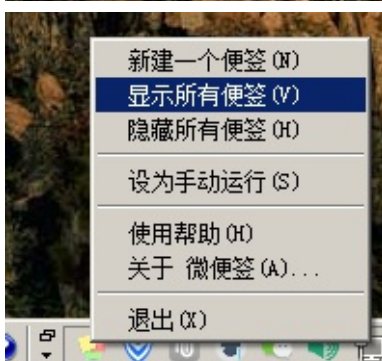 新建一个便签(N)
显示所有便签(V)
隐藏所有便签(H)
设为手动运行(S)
使用帮助(H)
关于 微便签(A)...
退出(X)